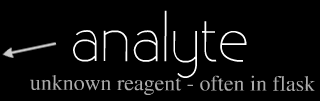 analyte
unknown reagent - often in flask